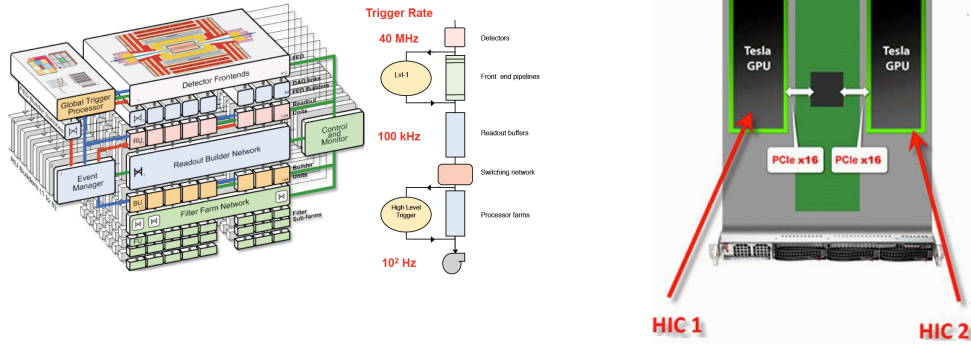 Detector Frontends
Global Trigger
Processor
FED
DAQ links
FED Builders
Readout
Units
RU
Control
and
Monitor
Readout Builder Network
Event
Manager
BU
Builder
Units
Filter Farm Network
FU
Filter
Sub-farms
Trigger Rate
40 MHz
Detectors
Lvl-1
Front end pipelines
100 kHz
Readout buffers
Switching network
High Level
Trigger
Processor farms
10² Hz
Tesla
GPU
Tesla
GPU
PCIe x16
PCIe x16
HIC 1
HIC 2